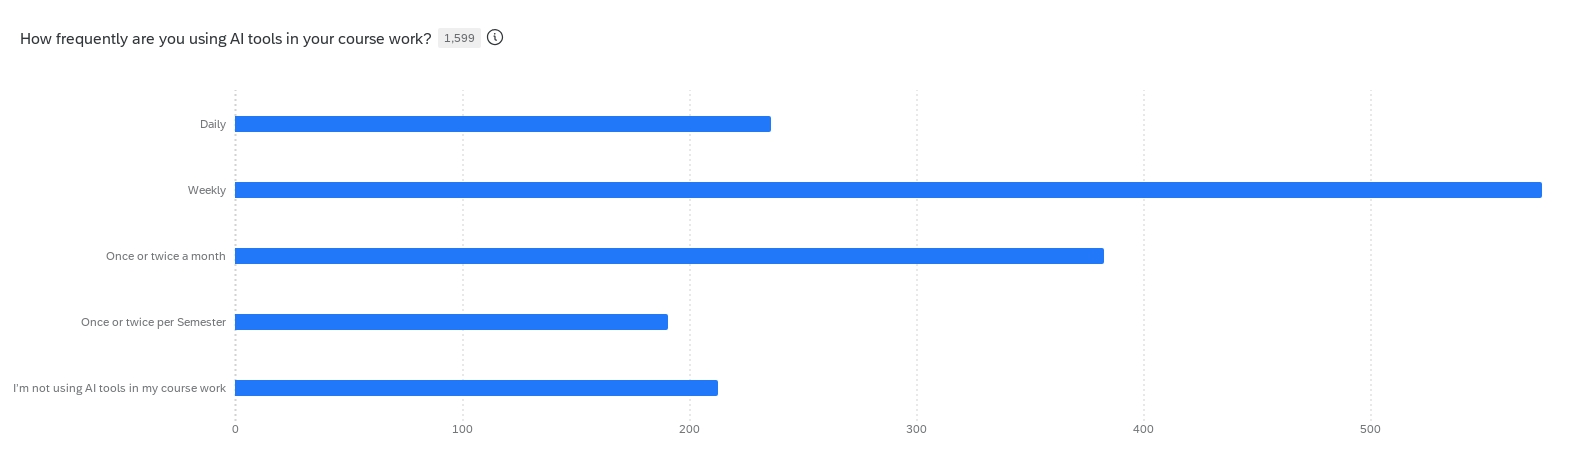 How frequently are you using AI tools in your course work? 1,599
Daily
Weekly
Once or twice a month
Once or twice per Semester
I'm not using AI tools in my course work
0 100 200 300 400 500